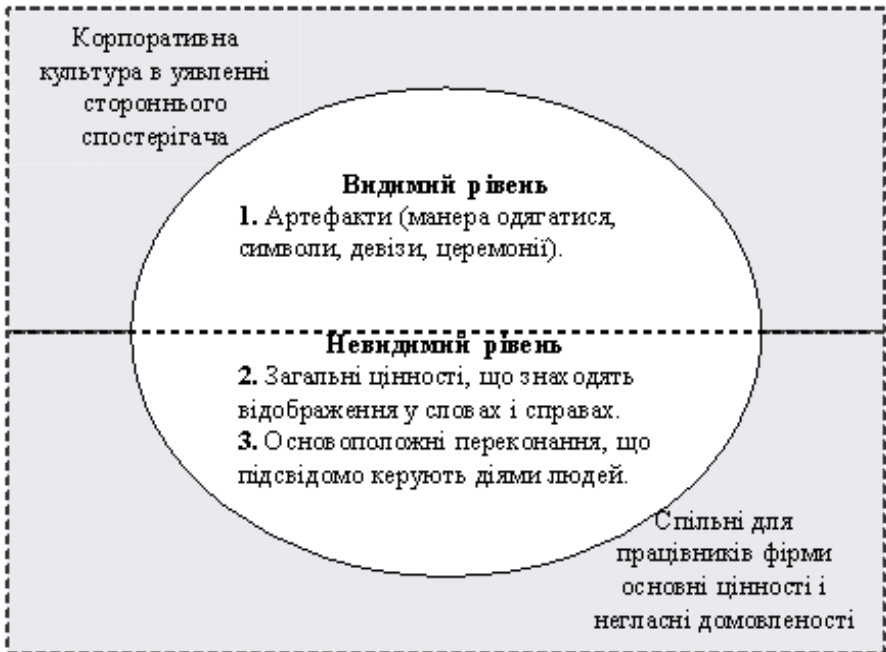 Корпоративна
культура в уявленні
стороннього
спостерігача
Видимий рівень
1. Артефакти (манера одягатися,
символи, девізи, церемонії).
Невидимий рівень
2. Загальні цінності, що знаходять
відображення у словах і справах.
3. Основоположні переконання, що
підсвідомо керують діями людей.
Спільні для
працівників фірми
основні цінності і
негласні домовленості